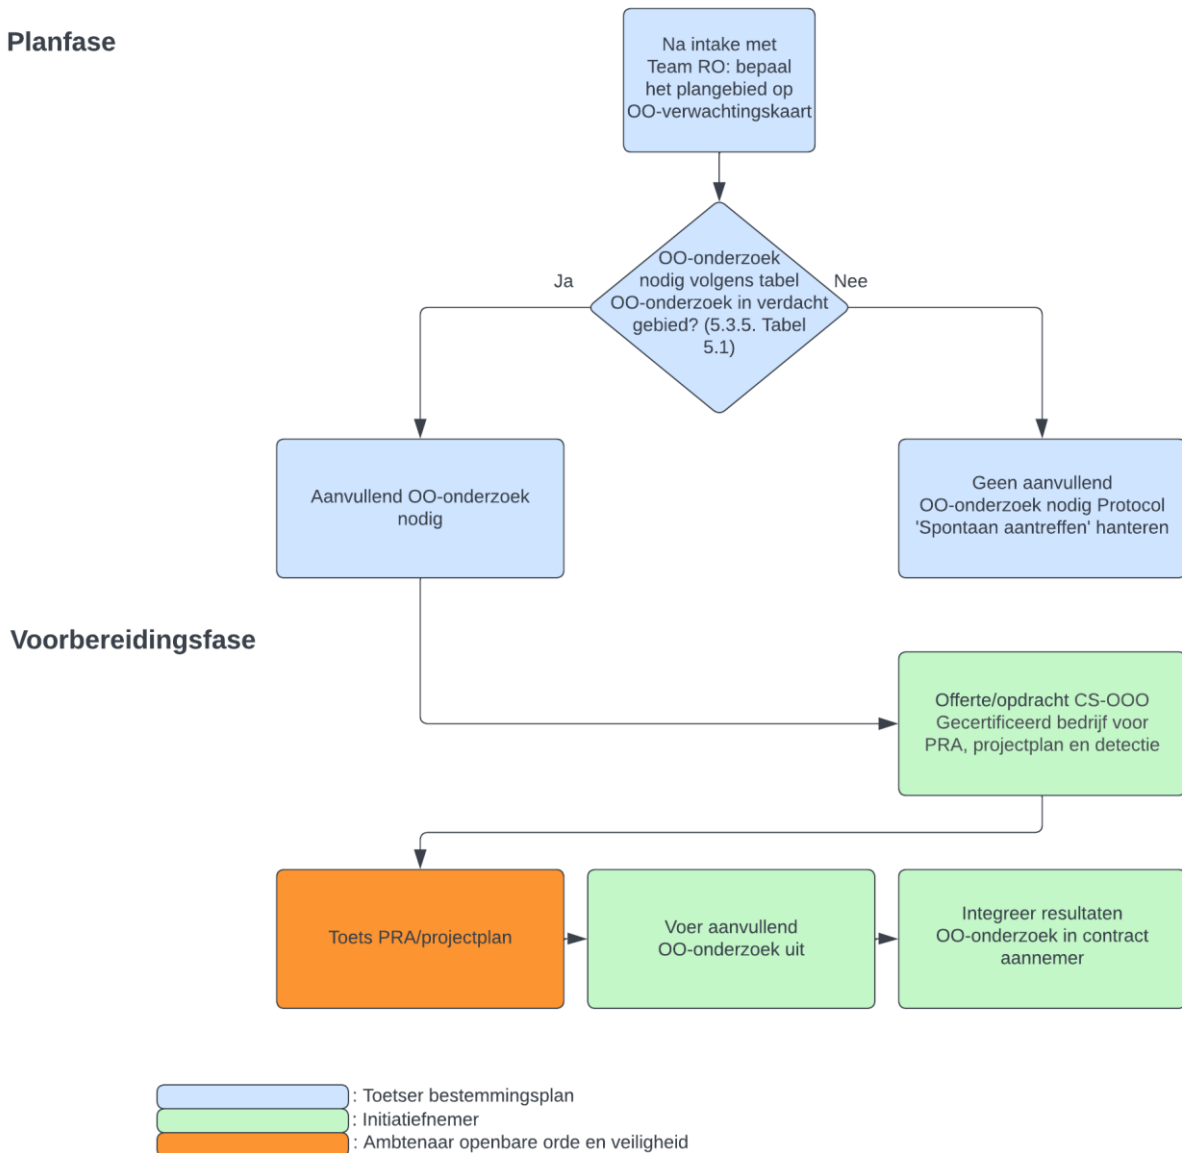 Planfase
Na intake met
Team RO: bepaal
het plangebied op
OO-verwachtingskaart
OO-onderzoek
nodig volgens tabel
OO-onderzoek in verdacht
gebied? (5.3.5. Tabel
5.1)
Ja
Nee
Aanvullend OO-onderzoek
nodig
Geen aanvullend
OO-onderzoek nodig Protocol
'Spontaan aantreffen' hanteren
Voorbereidingsfase
Offerte/opdracht CS-OOO
Gecertificeerd bedrijf voor
PRA, projectplan en detectie
Toets PRA/projectplan
Voer aanvullend
OO-onderzoek uit
Integreer resultaten
OO-onderzoek in contract
aannemer
: Toetser bestemmingsplan
: Initiatiefnemer
: Ambtenaar openbare orde en veiligheid